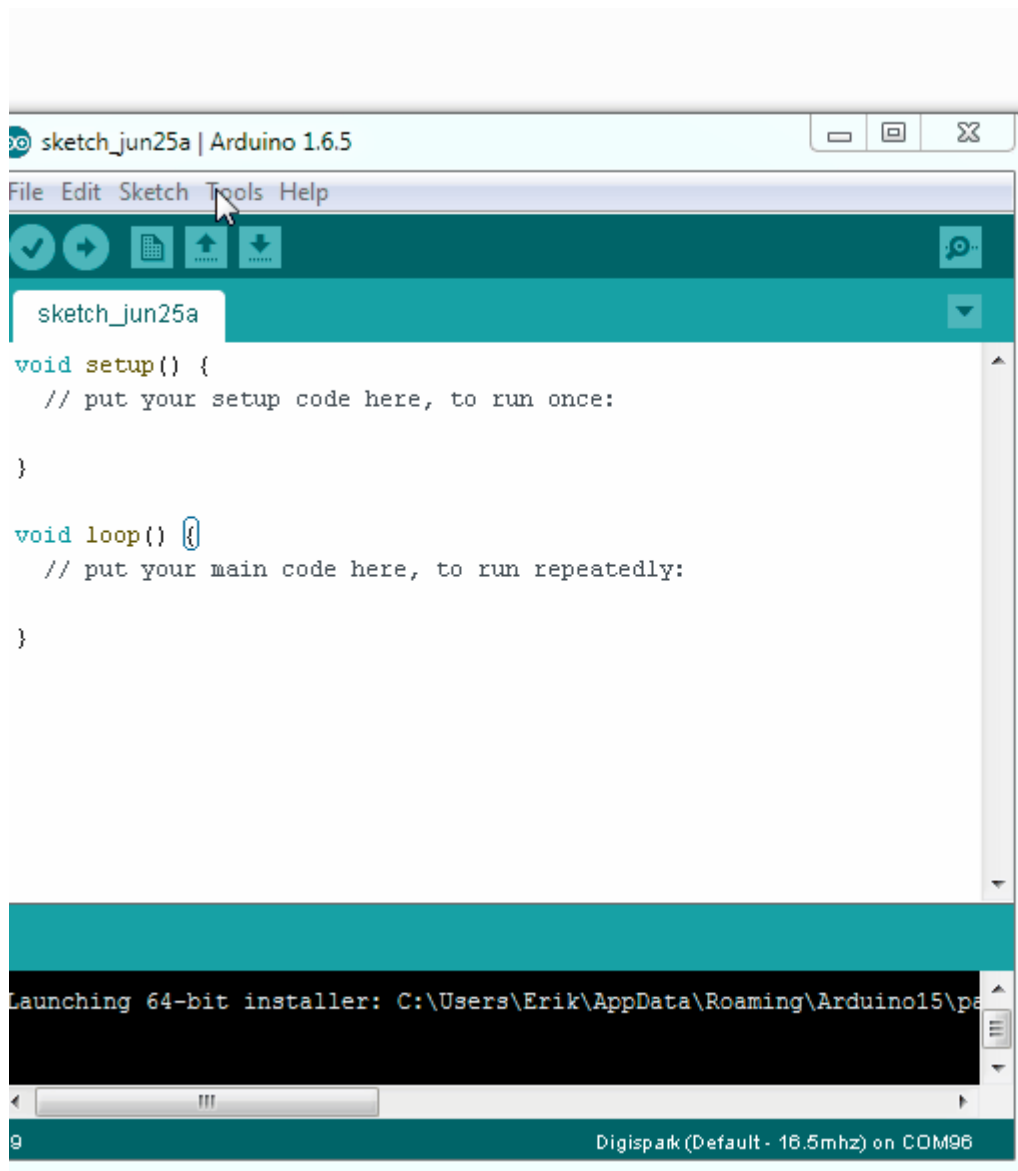 sketch_jun25a | Arduino 1.6.5
File Edit Sketch Tools Help
sketch_jun25a
void setup() {
  // put your setup code here, to run once:
}
void loop() {
  // put your main code here, to run repeatedly:
}
Launching 64-bit installer: C:\Users\Erik\AppData\Roaming\Arduino15\pa
9
Digispark (Default - 16.5mhz) on COM96